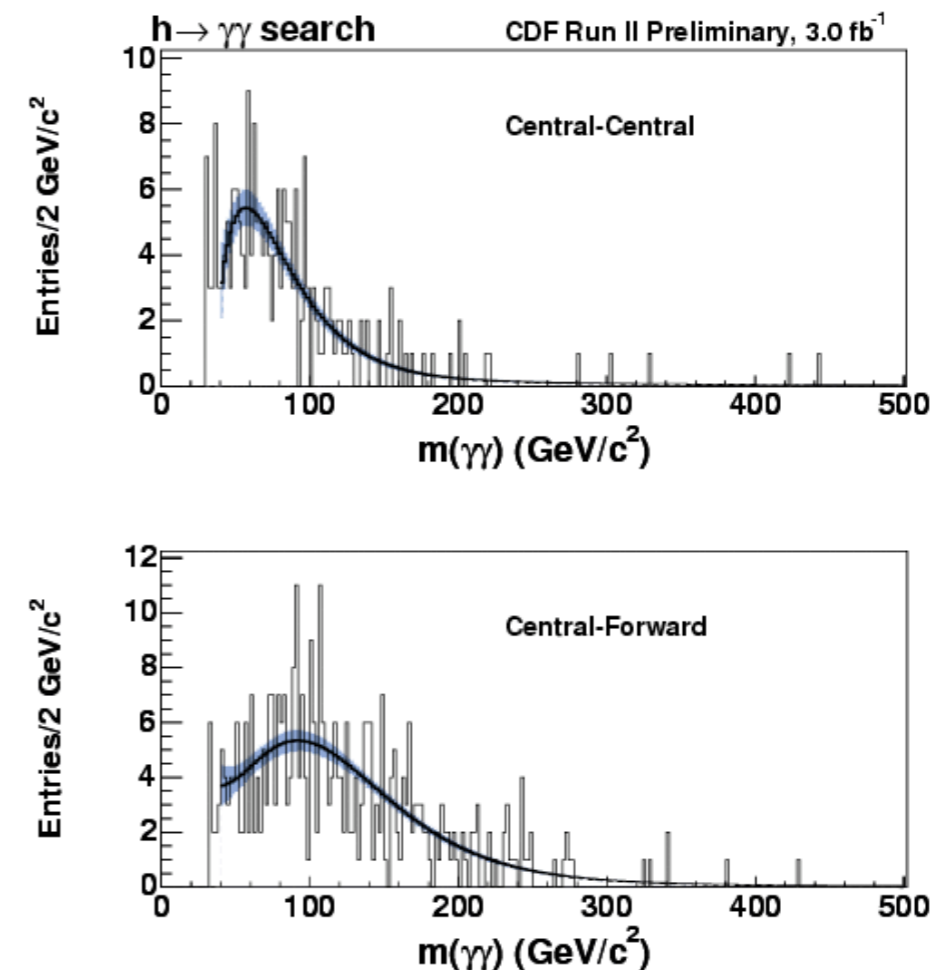 h→ γγ search
CDF Run II Preliminary, 3.0 fb⁻¹
Central-Central
Entries/2 GeV/c²
10
8
6
4
2
0
0 100 200 300 400 500
m(γγ) (GeV/c²)
Central-Forward
Entries/2 GeV/c²
12
10
8
6
4
2
0
0 100 200 300 400 500
m(γγ) (GeV/c²)